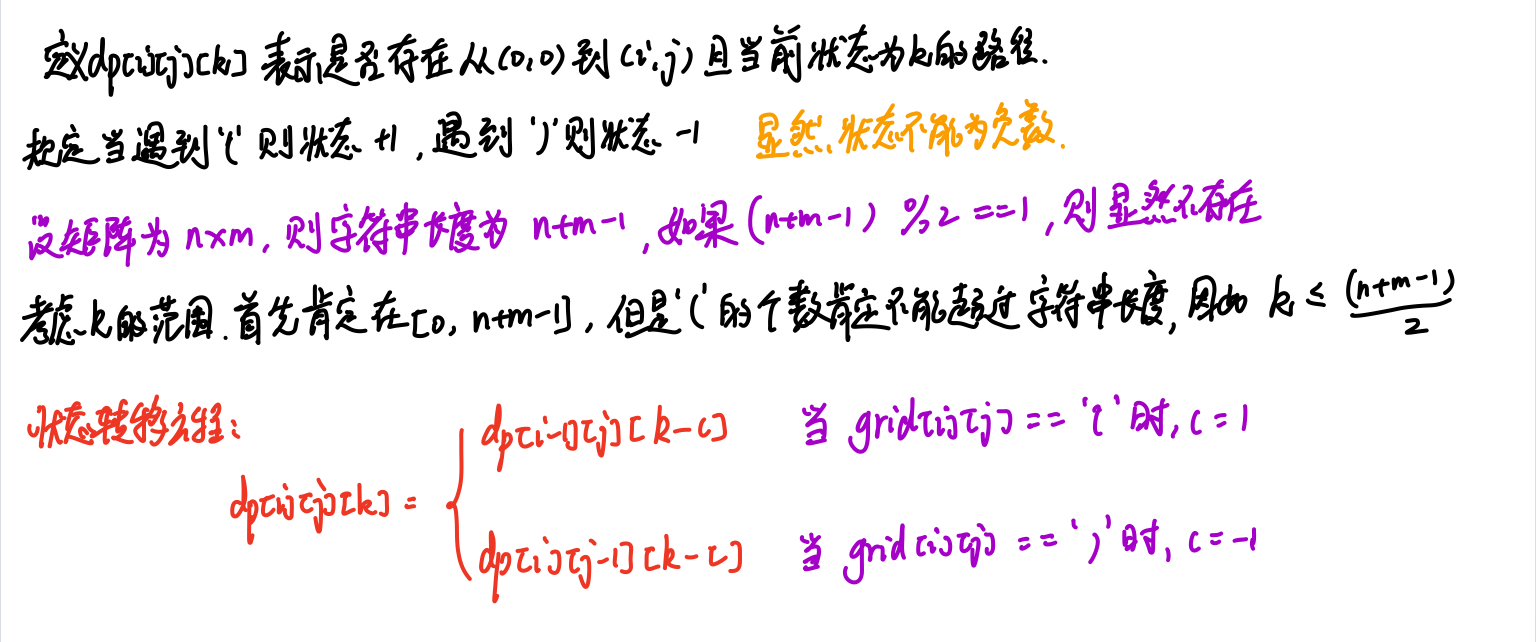 定义dp[i][j][k] 表示是否存在从(0,0)到(i,j)且当前状态为k的路径.
规定当遇到'('则状态 +1, 遇到')'则状态 -1 显然,状态不能为负数.
设矩阵为n×m, 则字符串长度为 n+m-1, 如果(n+m-1) % 2 ==1, 则显然不存在
考虑k的范围.首先肯定在[0, n+m-1], 但是'('的个数肯定不能超过字符串长度, 因此 k ≤ (n+m-1)/2
状态转移方程:
dp[i-1][j][k-c] 当 grid[i][j] == '(' 时, c = 1
dp[i][j][k] =
dp[i][j-1][k-c] 当 grid[i][j] == ')' 时, c = -1